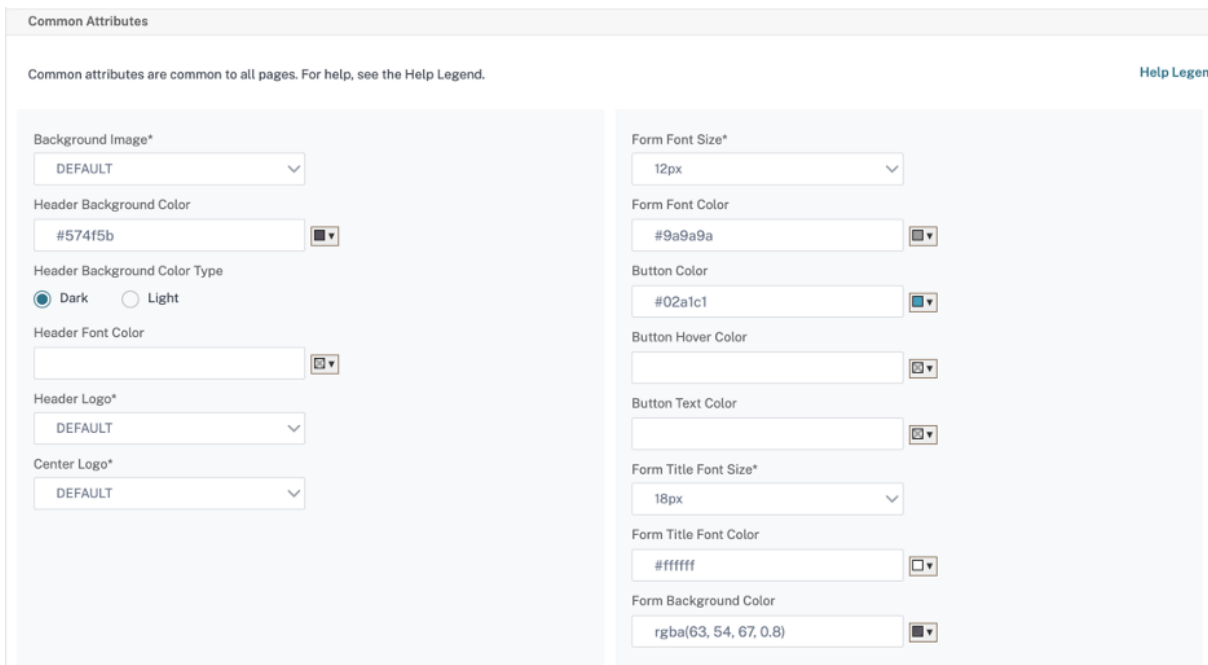 Common Attributes
Common attributes are common to all pages. For help, see the Help Legend.
Help Legen
Background Image*
DEFAULT
Header Background Color
#574f5b
Header Background Color Type
Dark
Light
Header Font Color
Header Logo*
DEFAULT
Center Logo*
DEFAULT
Form Font Size*
12px
Form Font Color
#9a9a9a
Button Color
#02a1c1
Button Hover Color
Button Text Color
Form Title Font Size*
18px
Form Title Font Color
#ffffff
Form Background Color
rgba(63, 54, 67, 0.8)